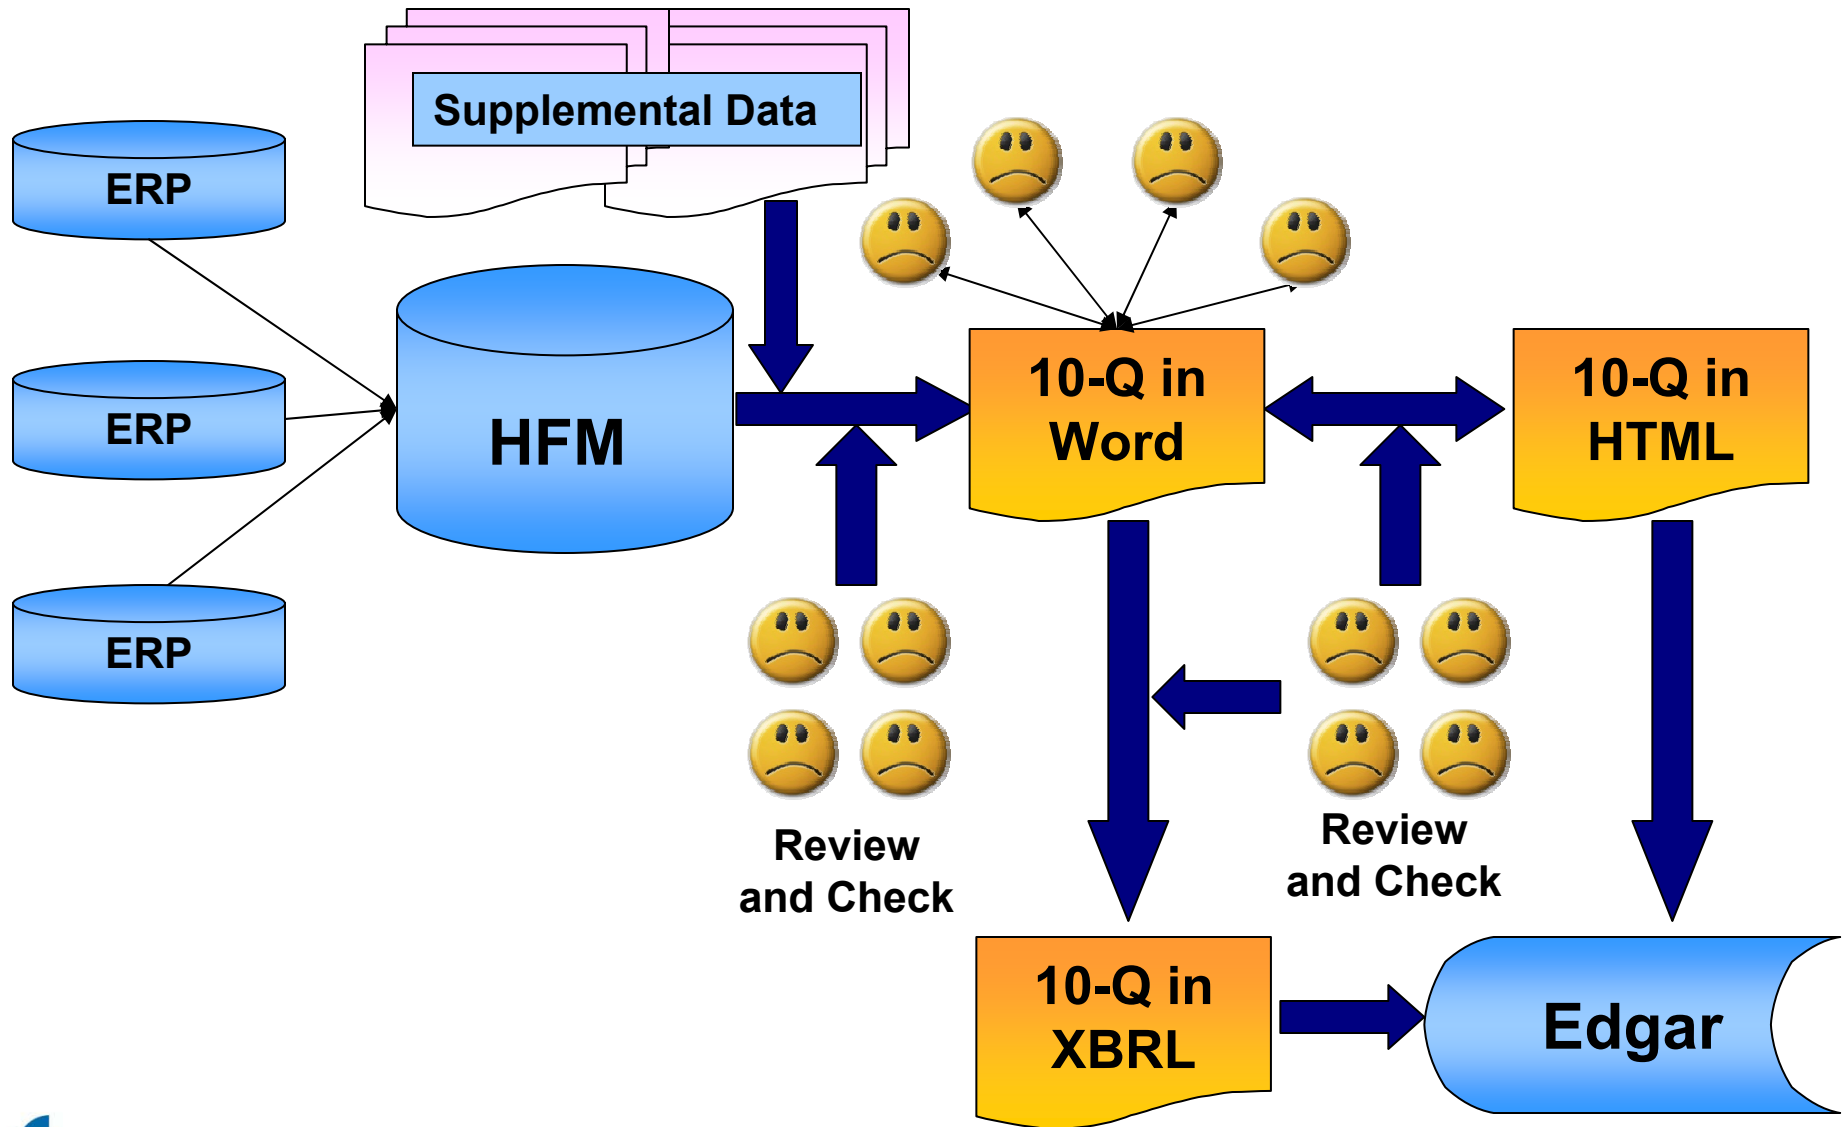 Supplemental Data
ERP
ERP
ERP
HFM
10-Q in
Word
10-Q in
HTML
Review
and Check
Review
and Check
10-Q in
XBRL
Edgar